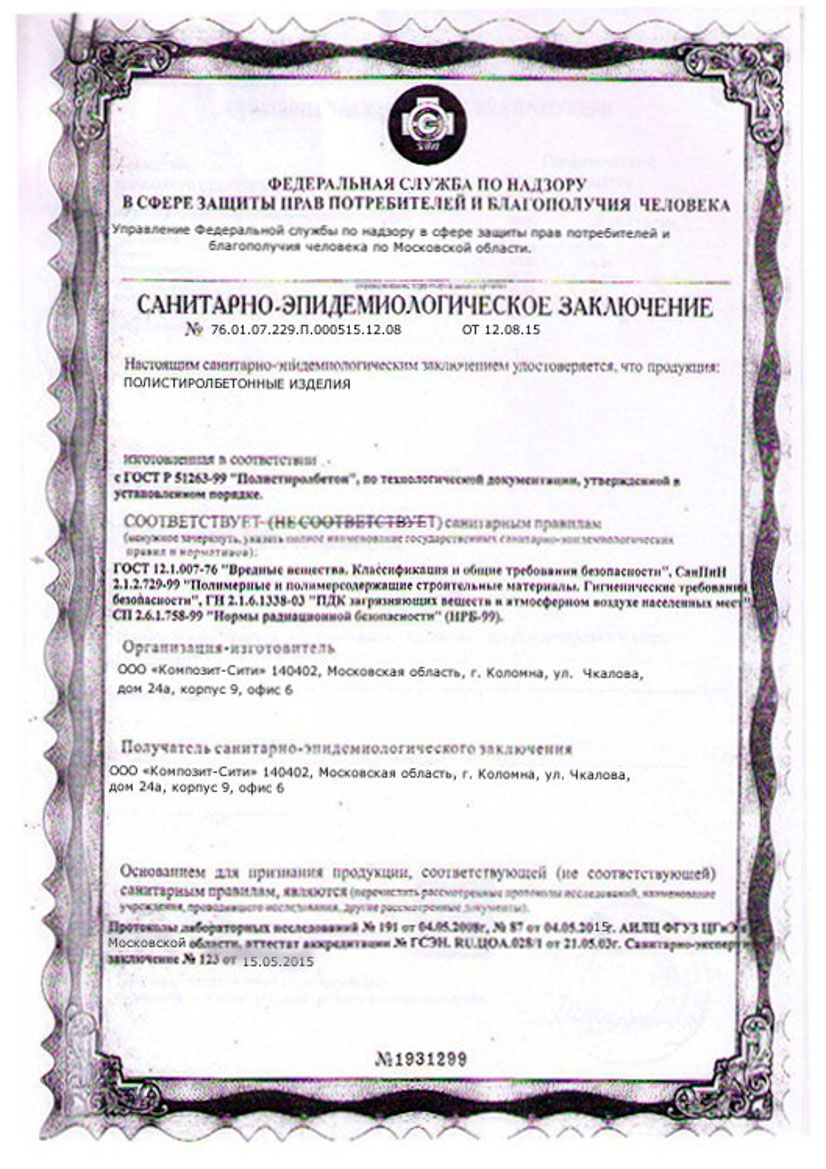 ФЕДЕРАЛЬНАЯ СЛУЖБА ПО НАДЗОРУ
В СФЕРЕ ЗАЩИТЫ ПРАВ ПОТРЕБИТЕЛЕЙ И БЛАГОПОЛУЧИЯ ЧЕЛОВЕКА
Управление Федеральной службы по надзору в сфере защиты прав потребителей и
благополучия человека по Московской области.
САНИТАРНО-ЭПИДЕМИОЛОГИЧЕСКОЕ ЗАКЛЮЧЕНИЕ
№ 76.01.07.229.П.000515.12.08 ОТ 12.08.15
Настоящим санитарно-эпидемиологическим заключением удостоверяется, что продукция:
ПОЛИСТИРОЛБЕТОННЫЕ ИЗДЕЛИЯ
изготовленная в соответствии
с ГОСТ Р 51263-99 "Полистиролбетон", по технологической документации, утвержденной в
установленном порядке.
СООТВЕТСТВУЕТ (НЕ СООТВЕТСТВУЕТ) санитарным правилам
(ненужное зачеркнуть, указать полное наименование государственных санитарно-эпидемиологических
правил и нормативов):
ГОСТ 12.1.007-76 "Вредные вещества. Классификация и общие требования безопасности", СанПиН
2.1.2.729-99 "Полимерные и полимерсодержащие строительные материалы. Гигиенические требования
безопасности", ГН 2.1.6.1338-03 "ПДК загрязняющих веществ в атмосферном воздухе населенных мест"
СП 2.6.1.758-99 "Нормы радиационной безопасности" (НРБ-99).
Организация-изготовитель
ООО «Композит-Сити» 140402, Московская область, г. Коломна, ул. Чкалова,
дом 24а, корпус 9, офис 6
Получатель санитарно-эпидемиологического заключения
ООО «Композит-Сити» 140402, Московская область, г. Коломна, ул. Чкалова,
дом 24а, корпус 9, офис 6
Основанием для признания продукции, соответствующей (не соответствующей)
санитарным правилам, являются (перечислить рассмотренные протоколы исследований, наименование
учреждения, проводившего исследования, другие рассмотренные документы).
Протоколы лабораторных исследований № 191 от 04.05.2008г, № 87 от 04.05.2015г. АИЛЦ ФГУЗ ЦГиЭ
Московской области, аттестат аккредитации № ГСЭН. RU.ЦОА.028/1 от 21.05.03г. Санитарно-эксперти
заключение № 123 от 15.05.2015
№1931299